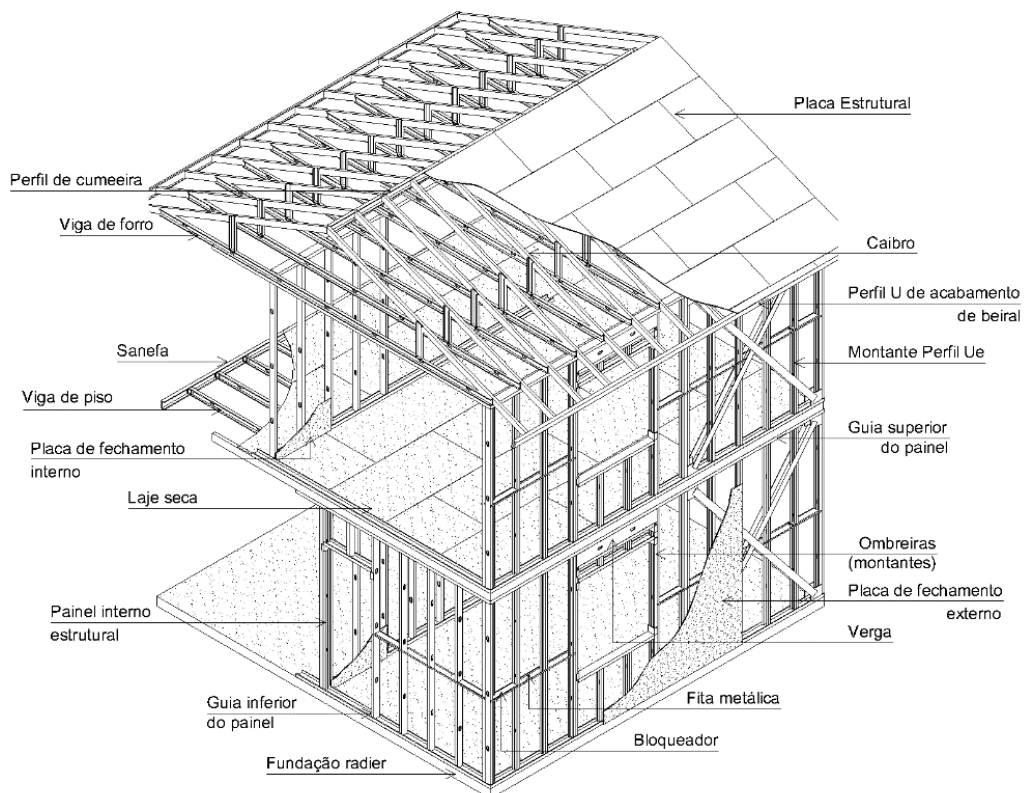 Placa Estrutural
Perfil de cumeeira
Viga de forro
Caibro
Perfil U de acabamento
de beiral
Sanefa
Montante Perfil Ue
Viga de piso
Guia superior
do painel
Placa de fechamento
interno
Laje seca
Ombreiras
(montantes)
Placa de fechamento
externo
Painel interno
estrutural
Verga
Guia inferior
do painel
Fita metálica
Bloqueador
Fundação radier